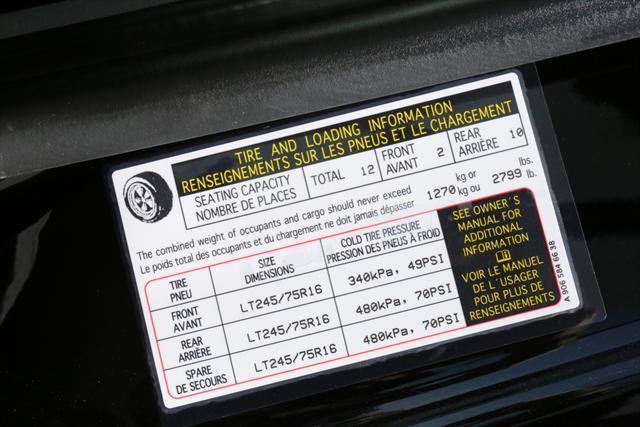 TIRE AND LOADING INFORMATION
RENSEIGNEMENTS SUR LES PNEUS ET LE CHARGEMENT
SEATING CAPACITY
NOMBRE DE PLACES
TOTAL 12
FRONT
AVANT 2
REAR
ARRIÈRE 10
The combined weight of occupants and cargo should never exceed 1270 kg or 2799 lbs.
Le poids total des occupants et du chargement ne doit jamais dépasser kg ou lb.
TIRE
PNEU
SIZE
DIMENSIONS
COLD TIRE PRESSURE
PRESSION DES PNEUS À FROID
FRONT
AVANT
LT245/75R16
340kPa, 49PSI
REAR
ARRIÈRE
LT245/75R16
480kPa, 70PSI
SPARE
DE SECOURS
LT245/75R16
480kPa, 70PSI
SEE OWNER'S
MANUAL FOR
ADDITIONAL
INFORMATION
VOIR LE MANUEL
DE L'USAGER
POUR PLUS DE
RENSEIGNEMENTS
A 906 584 66 38